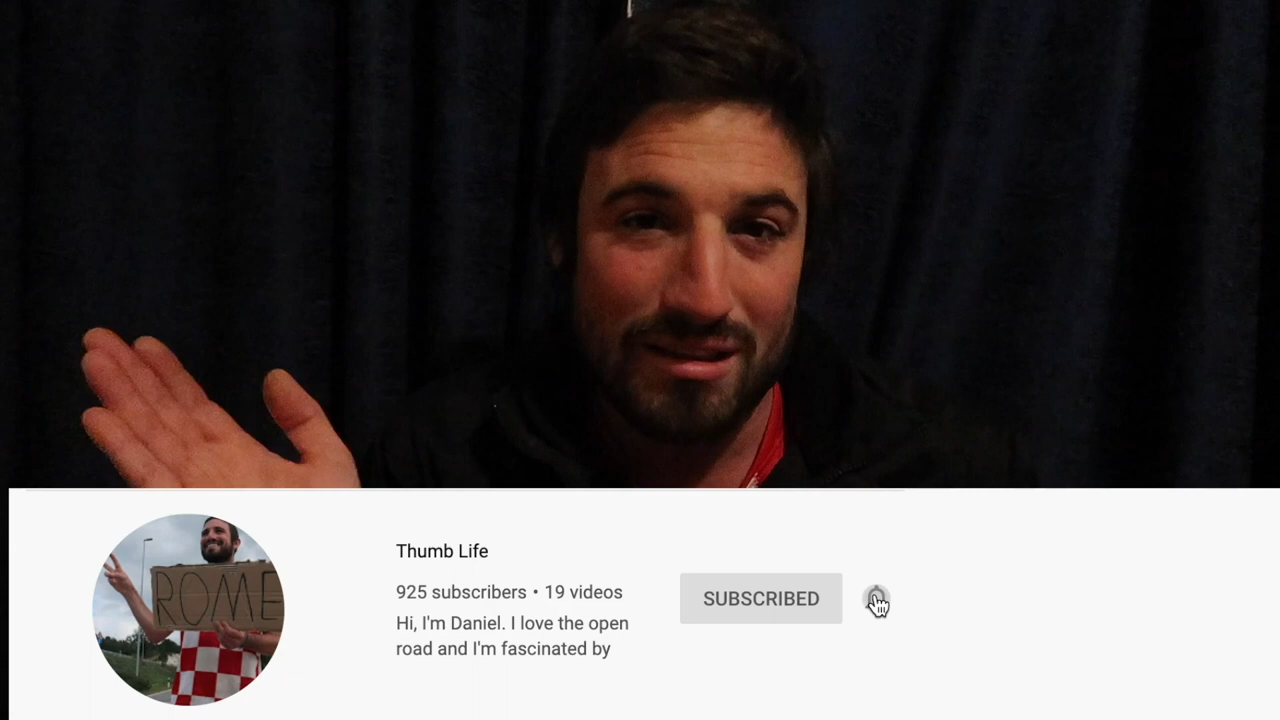 ROME
Thumb Life
925 subscribers • 19 videos
Hi, I'm Daniel. I love the open
road and I'm fascinated by
SUBSCRIBED